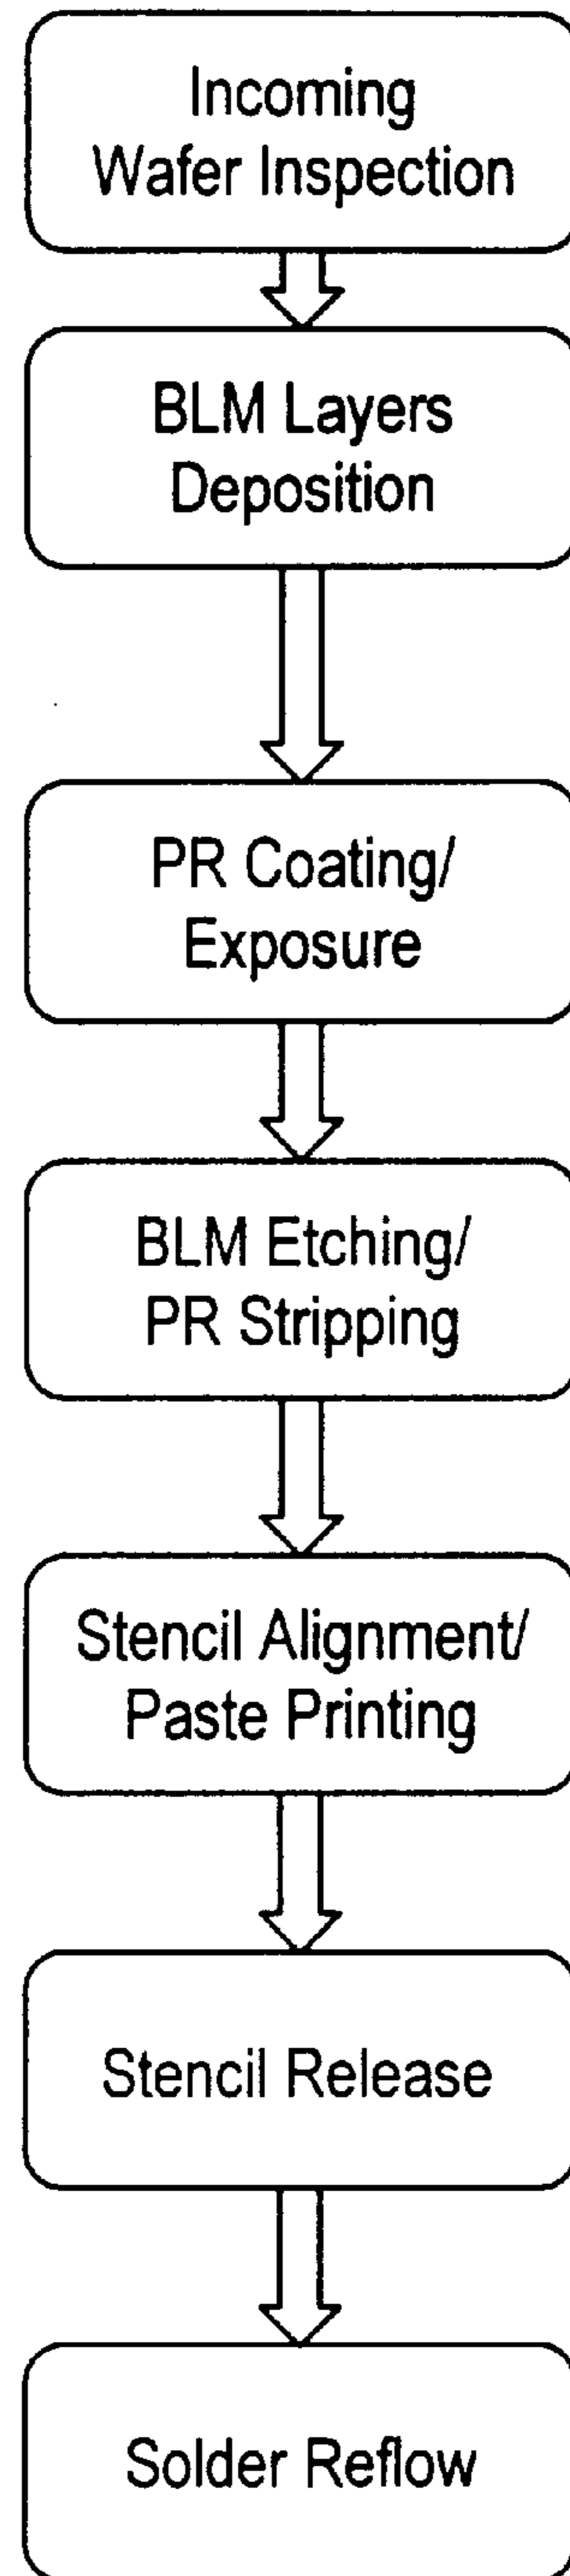 Incoming
Wafer Inspection
BLM Layers
Deposition
PR Coating/
Exposure
BLM Etching/
PR Stripping
Stencil Alignment/
Paste Printing
Stencil Release
Solder Reflow